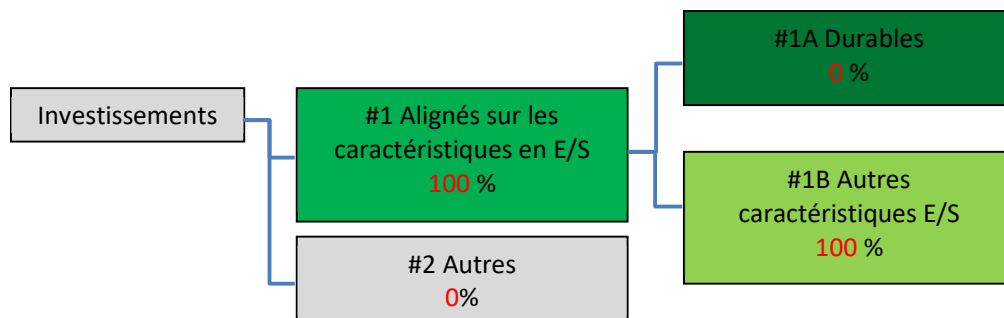 Investissements
#1 Alignés sur les
caractéristiques en E/S
100 %
#2 Autres
0%
#1A Durables
0 %
#1B Autres
caractéristiques E/S
100 %